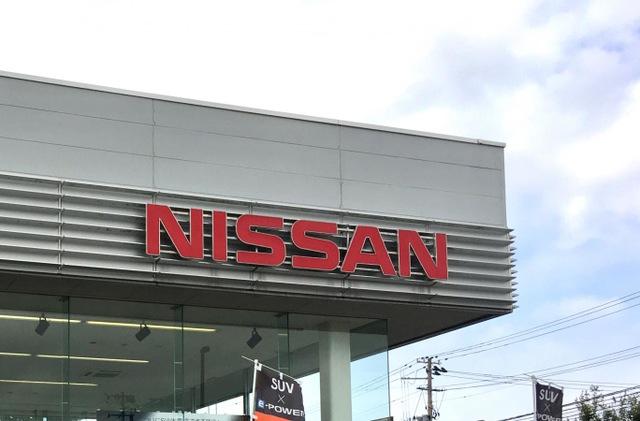 NISSAN
SUV
×
e-POWER
SUV
×